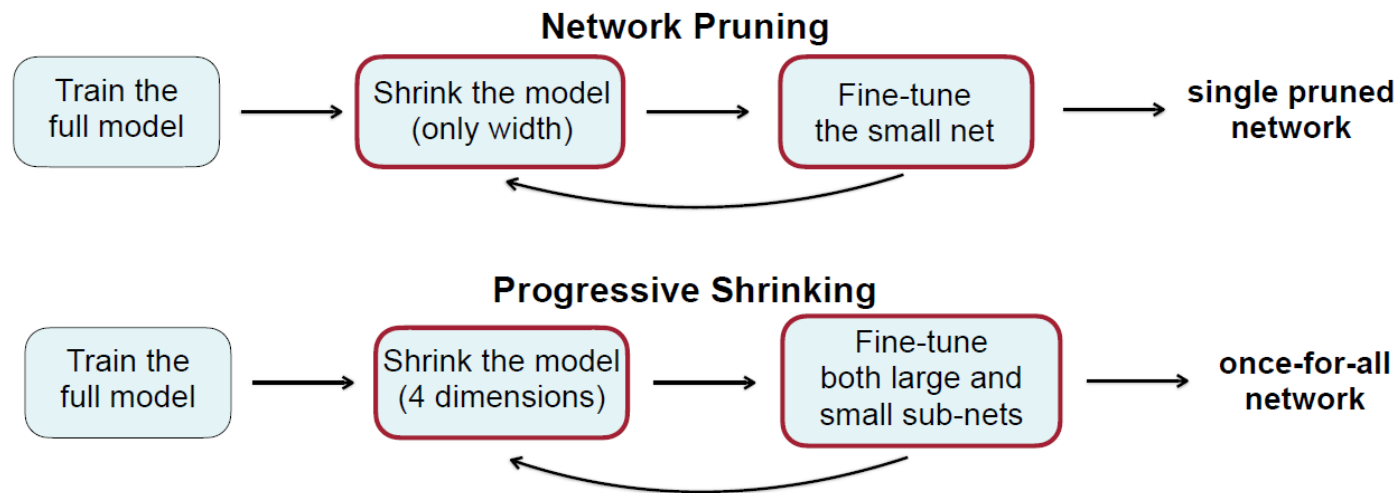 Network Pruning
Train the
full model
Shrink the model
(only width)
Fine-tune
the small net
single pruned
network
Progressive Shrinking
Train the
full model
Shrink the model
(4 dimensions)
Fine-tune
both large and
small sub-nets
once-for-all
network